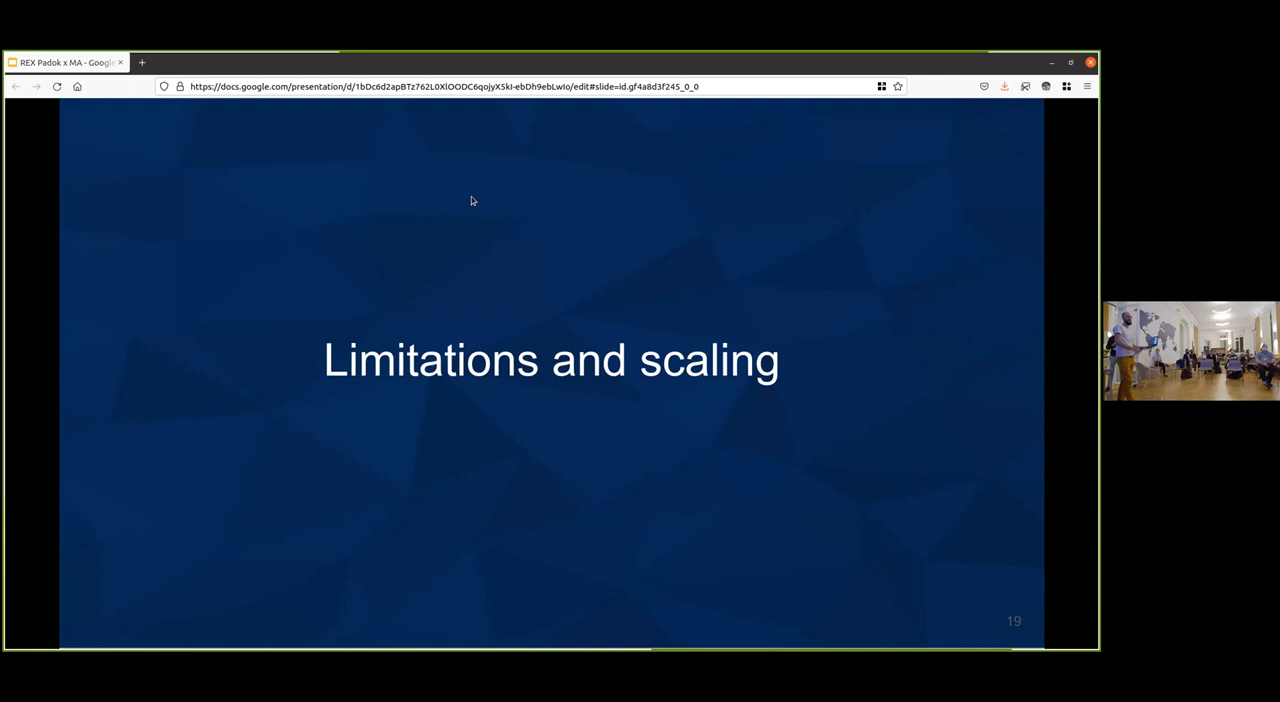 REX Padok x MA - Google
https://docs.google.com/presentation/d/1bDc6d2apBTz762L0XlOODC6qojyX5kI-ebDh9ebLwIo/edit#slide=id.gf4a8d3f245_0_0
Limitations and scaling
19